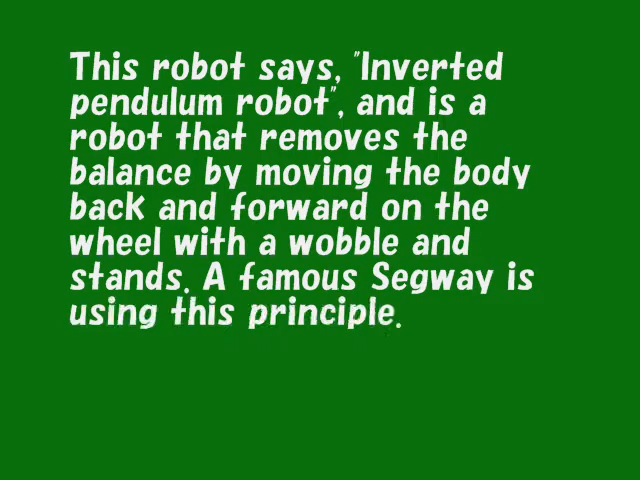 This robot says, "Inverted
pendulum robot", and is a
robot that removes the
balance by moving the body
back and forward on the
wheel with a wobble and
stands. A famous Segway is
using this principle.